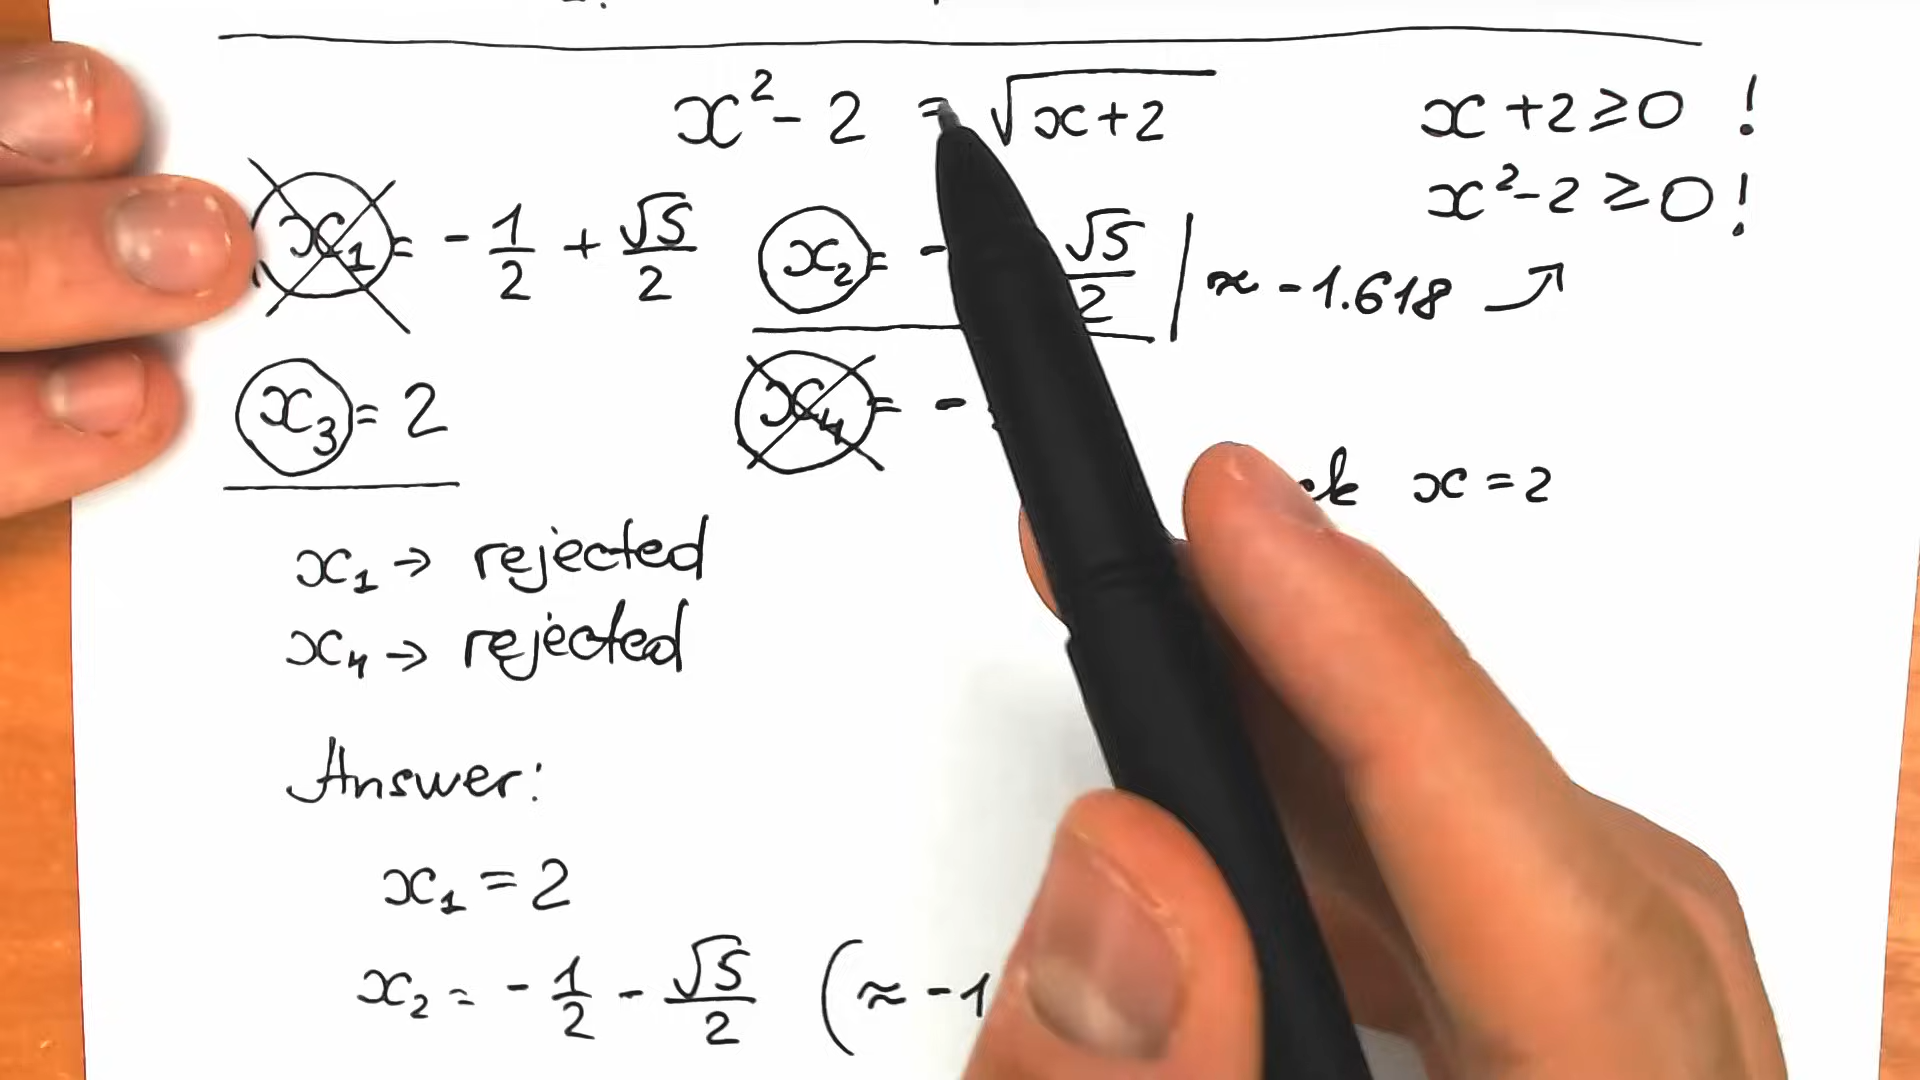 x² - 2 = √(x+2)   x + 2 ≥ 0 !
x² - 2 ≥ 0 !
x₁ = - 1/2 + √5/2   x₂ = - √5/2 | ≈ - 1.618
x₃ = 2   x₄ = -
x = 2
x₁ → rejected
x₄ → rejected
Answer:
x₁ = 2
x₂ = - 1/2 - √5/2 ( ≈ - 1